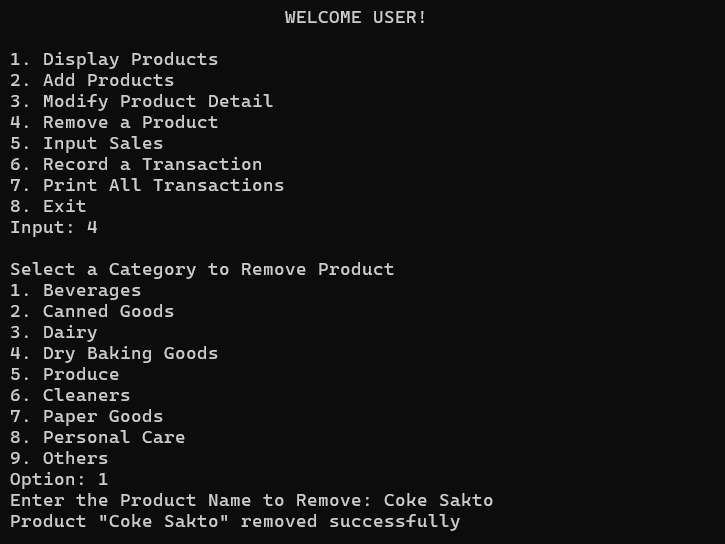 WELCOME USER!
1. Display Products
2. Add Products
3. Modify Product Detail
4. Remove a Product
5. Input Sales
6. Record a Transaction
7. Print All Transactions
8. Exit
Input: 4
Select a Category to Remove Product
1. Beverages
2. Canned Goods
3. Dairy
4. Dry Baking Goods
5. Produce
6. Cleaners
7. Paper Goods
8. Personal Care
9. Others
Option: 1
Enter the Product Name to Remove: Coke Sakto
Product "Coke Sakto" removed successfully